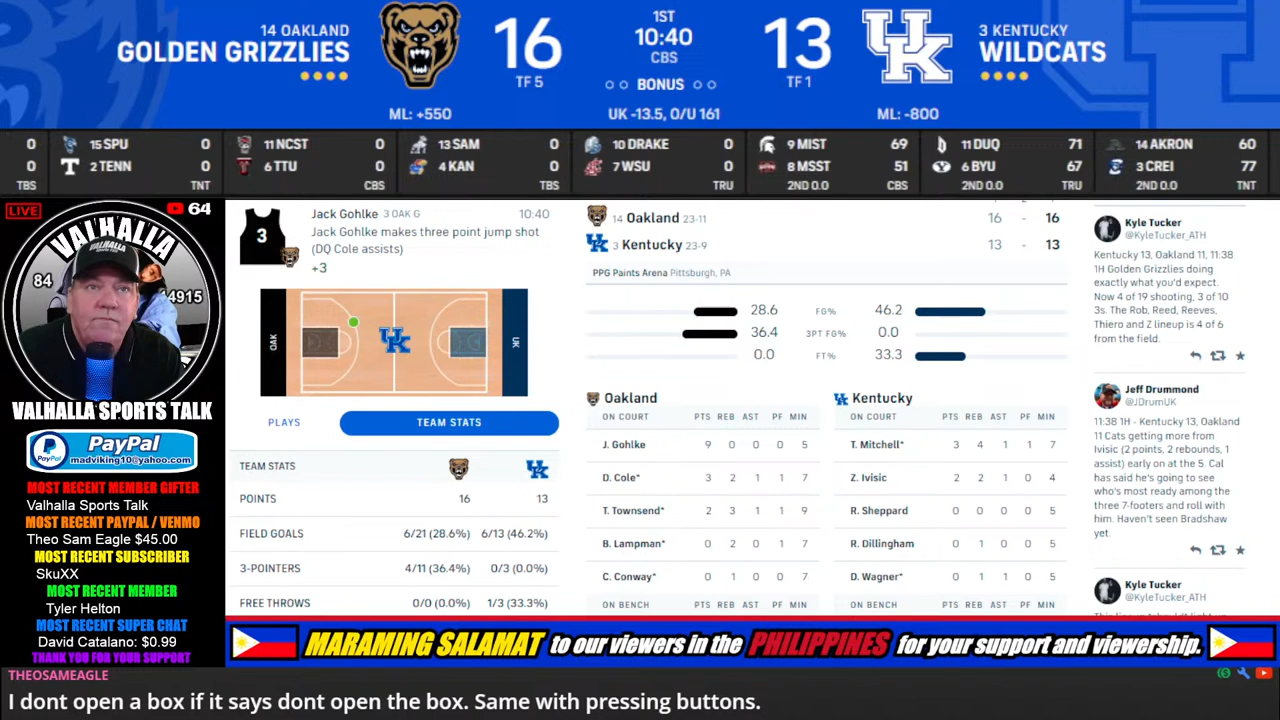 14 OAKLAND
GOLDEN GRIZZLIES
16
TF 5
ML: +550
1ST
10:40
CBS
BONUS
UK -13.5, O/U 161
13
TF 1
ML: -800
3 KENTUCKY
WILDCATS
0
0
TBS
15 SPU 0
2 TENN 0
TNT
11 NCST 0
6 TTU 0
CBS
13 SAM 0
4 KAN 0
TBS
10 DRAKE 0
7 WSU 0
TRU
9 MIST 69
8 MSST 51
2ND 0.0 CBS
11 DUQ 71
6 BYU 67
2ND 0.0 TRU
14 AKRON 60
3 CREI 77
2ND 0.0 TNT
LIVE
64
VALHALLA
84
14915
VALHALLA SPORTS TALK
PayPal
madviking10@yahoo.com
MOST RECENT MEMBER GIFTER
Valhalla Sports Talk
MOST RECENT PAYPAL / VENMO
Theo Sam Eagle $45.00
MOST RECENT SUBSCRIBER
SkuXX
MOST RECENT MEMBER
Tyler Helton
MOST RECENT SUPER CHAT
David Catalano: $0.99
THANK YOU FOR YOUR SUPPORT
3
Jack Gohlke 3 OAK G 10:40
Jack Gohlke makes three point jump shot
(DQ Cole assists)
+3
OAK
UK
PLAYS
TEAM STATS
TEAM STATS
POINTS 16 13
FIELD GOALS 6/21 (28.6%) 6/13 (46.2%)
3-POINTERS 4/11 (36.4%) 0/3 (0.0%)
FREE THROWS 0/0 (0.0%) 1/3 (33.3%)
14 Oakland 23-11 16 - 16
3 Kentucky 23-9 13 - 13
PPG Paints Arena Pittsburgh, PA
28.6 FG% 46.2
36.4 3PT FG% 0.0
0.0 FT% 33.3
Oakland
ON COURT PTS REB AST PF MIN
J. Gohlke 9 0 0 0 5
D. Cole* 3 2 1 1 7
T. Townsend* 2 3 1 1 9
B. Lampman* 0 2 0 1 7
C. Conway* 0 1 0 0 7
ON BENCH PTS REB AST PF MIN
Kentucky
ON COURT PTS REB AST PF MIN
T. Mitchell* 3 4 1 1 7
Z. Ivisic 2 2 1 0 4
R. Sheppard 0 0 0 0 5
R. Dillingham 0 1 0 0 5
D. Wagner* 0 1 1 0 5
ON BENCH PTS REB AST PF MIN
Kyle Tucker
@KyleTucker_ATH
Kentucky 13, Oakland 11, 11:38
1H Golden Grizzlies doing
exactly what you'd expect.
Now 4 of 19 shooting, 3 of 10
3s. The Rob, Reed, Reeves,
Thiero and Z lineup is 4 of 6
from the field.
Jeff Drummond
@JDrumUK
11:38 1H - Kentucky 13, Oakland
11 Cats getting more from
Ivisic (2 points, 2 rebounds, 1
assist) early on at the 5. Cal
has said he's going to see
who's most ready among the
three 7-footers and roll with
him. Haven't seen Bradshaw
yet.
Kyle Tucker
@KyleTucker_ATH
MARAMING SALAMAT to our viewers in the PHILIPPINES for your support and viewership.
THEOSAMEAGLE
I dont open a box if it says dont open the box. Same with pressing buttons.